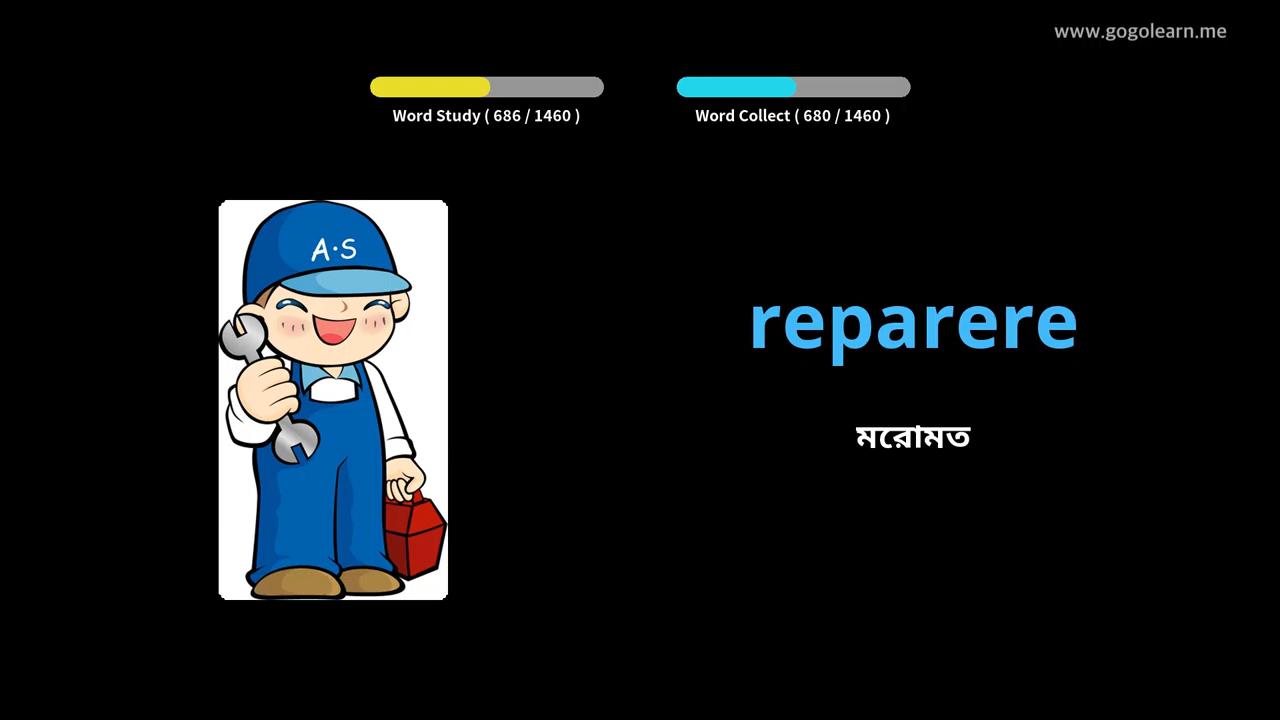 www.gogolearn.me
Word Study ( 686 / 1460 )
Word Collect ( 680 / 1460 )
A·S
reparere
মেরামত